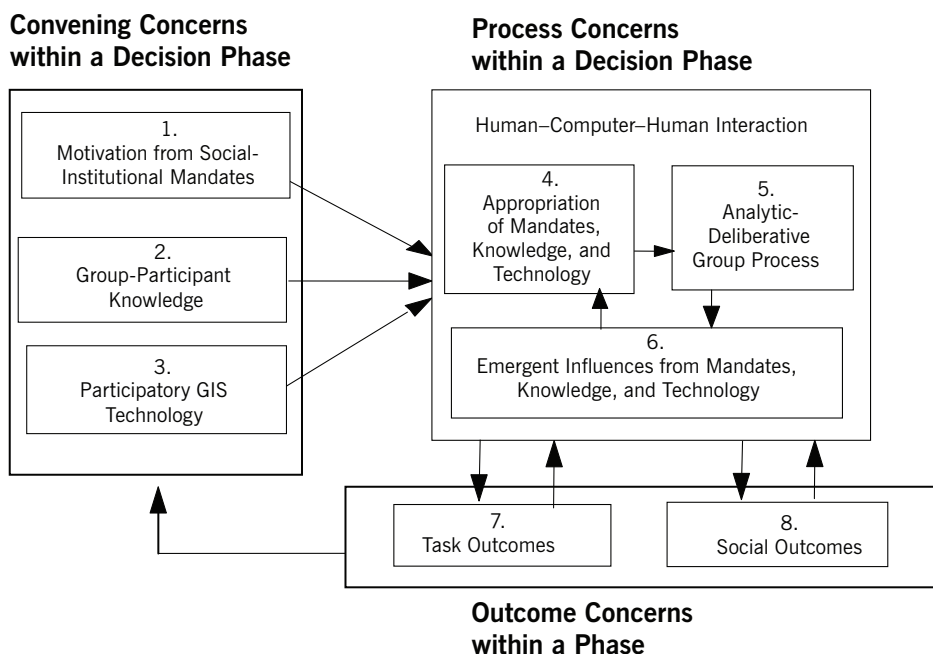 Convening Concerns
within a Decision Phase
1.
Motivation from Social-
Institutional Mandates
2.
Group-Participant
Knowledge
3.
Participatory GIS
Technology
Process Concerns
within a Decision Phase
Human–Computer–Human Interaction
4.
Appropriation
of Mandates,
Knowledge, and
Technology
5.
Analytic-
Deliberative
Group Process
6.
Emergent Influences from Mandates,
Knowledge, and Technology
7.
Task Outcomes
8.
Social Outcomes
Outcome Concerns
within a Phase